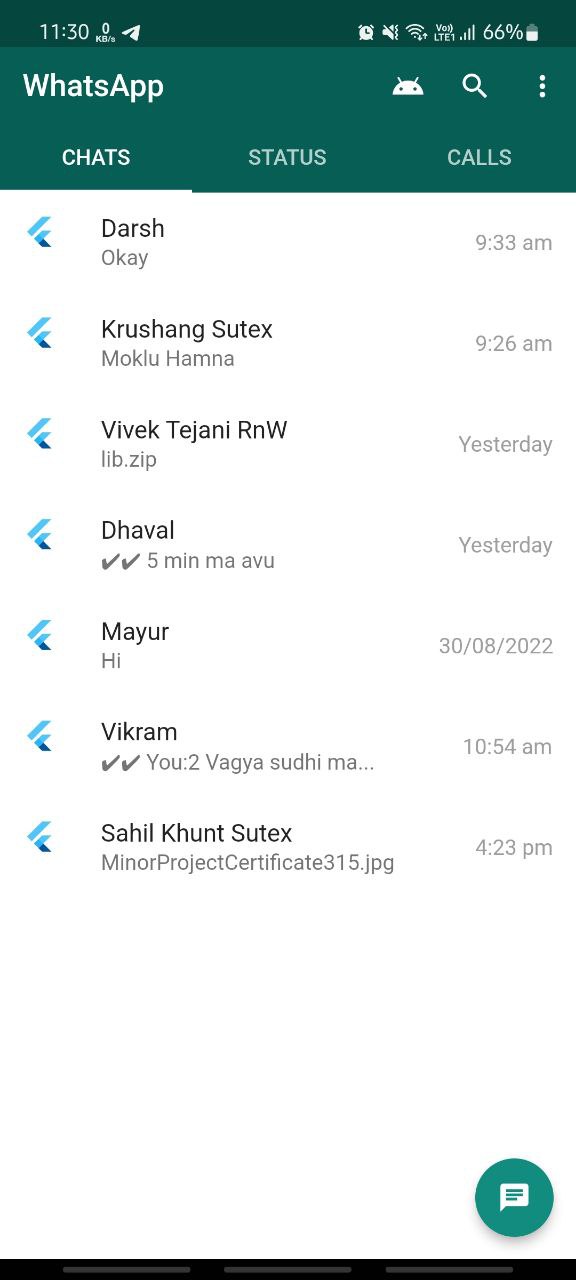 11:30 0 KB/s Vo)) LTE1 66%
WhatsApp
CHATS STATUS CALLS
Darsh
Okay
9:33 am
Krushang Sutex
Moklu Hamna
9:26 am
Vivek Tejani RnW
lib.zip
Yesterday
Dhaval
✔✔ 5 min ma avu
Yesterday
Mayur
Hi
30/08/2022
Vikram
✔✔ You:2 Vagya sudhi ma...
10:54 am
Sahil Khunt Sutex
MinorProjectCertificate315.jpg
4:23 pm